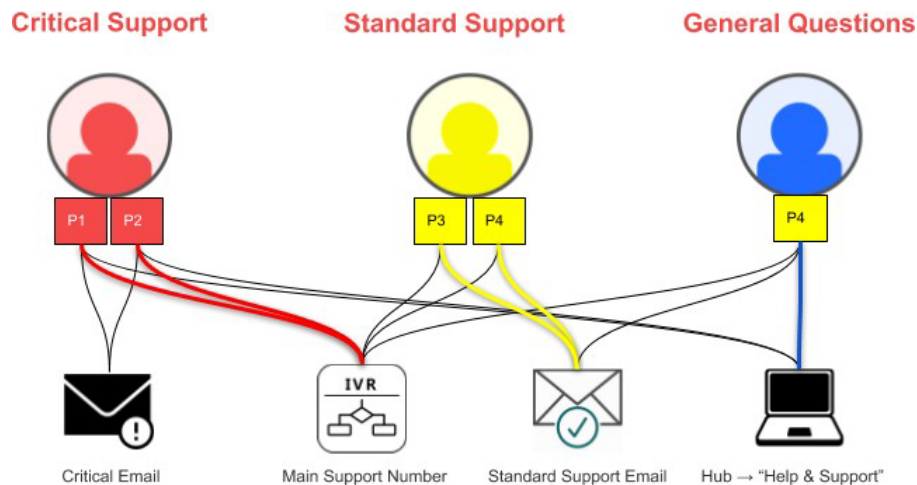 Critical Support
Standard Support
General Questions
P1
P2
P3
P4
P4
IVR
Critical Email
Main Support Number
Standard Support Email
Hub → “Help & Support”